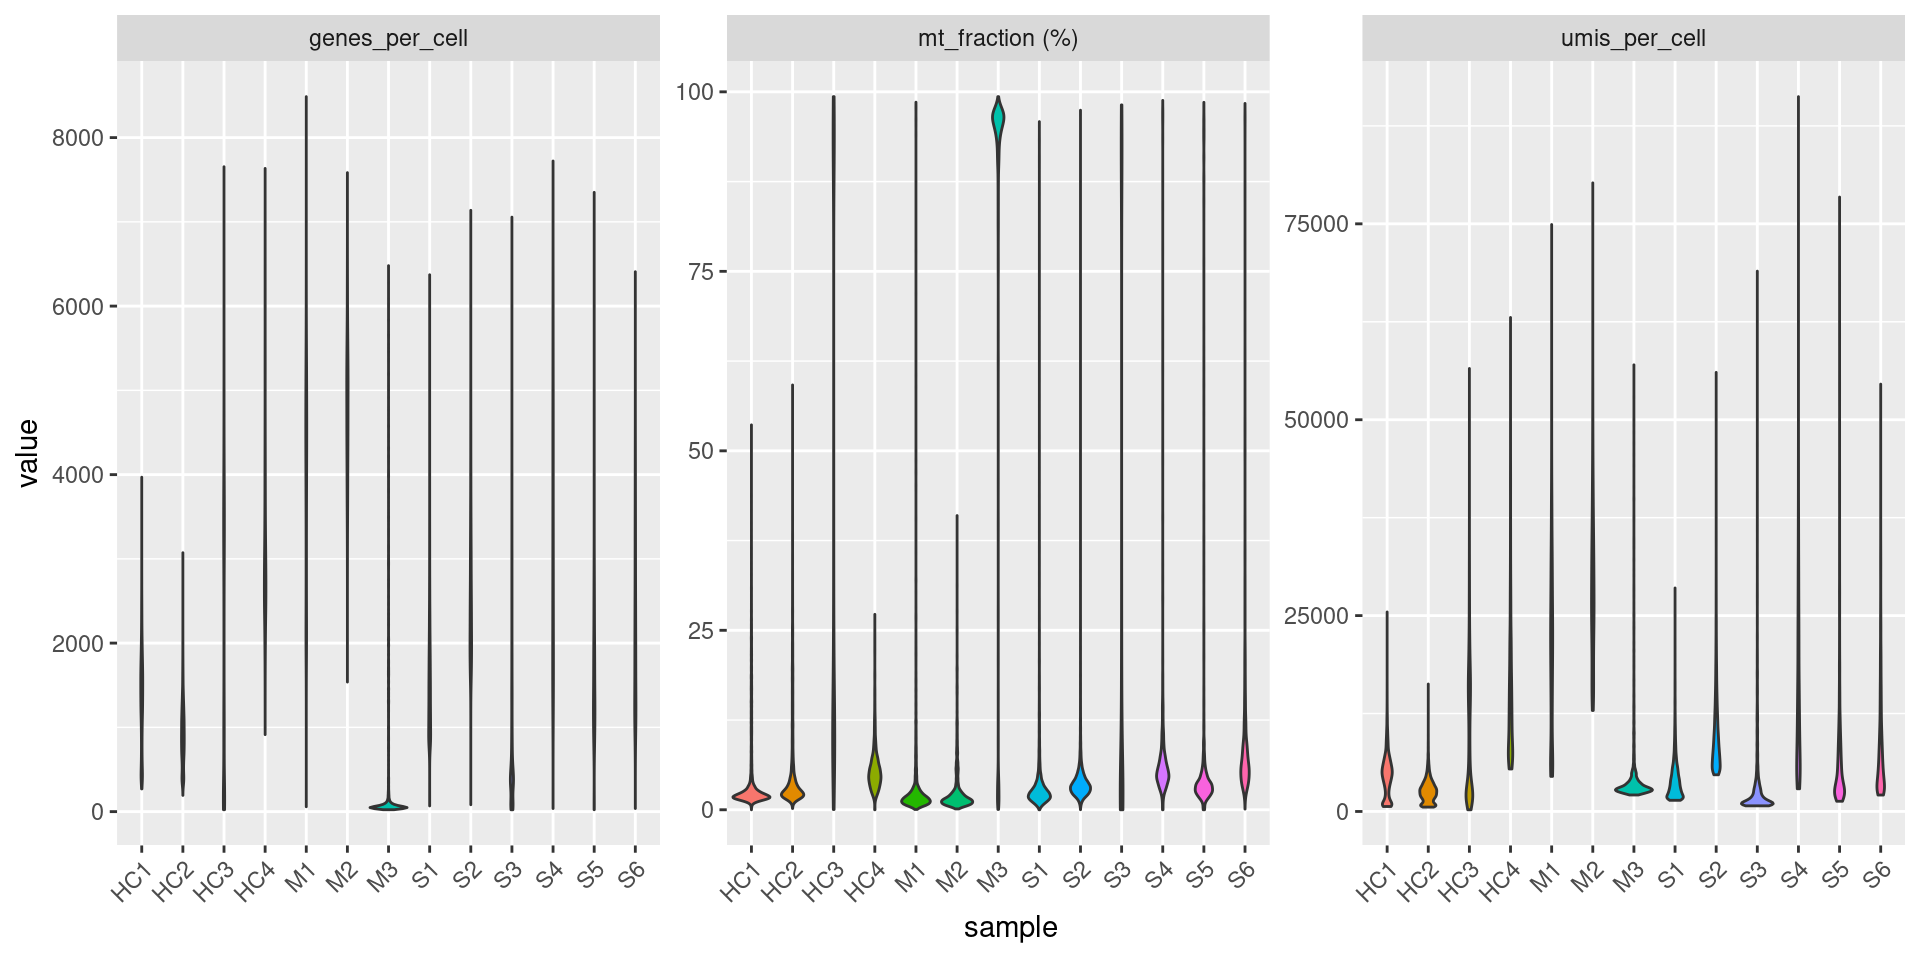 genes_per_cell mt_fraction (%) umis_per_cell
value
8000
6000
4000
2000
0
100
75
50
25
0
75000
50000
25000
0
HC1 HC2 HC3 HC4 M1 M2 M3 S1 S2 S3 S4 S5 S6
HC1 HC2 HC3 HC4 M1 M2 M3 S1 S2 S3 S4 S5 S6
HC1 HC2 HC3 HC4 M1 M2 M3 S1 S2 S3 S4 S5 S6
sample